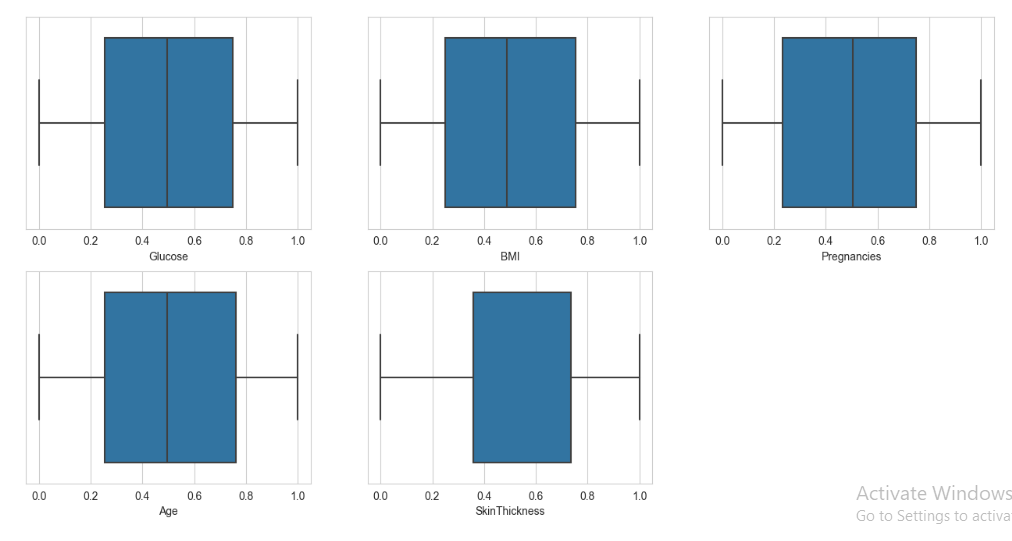 0.0 0.2 0.4 0.6 0.8 1.0 0.0 0.2 0.4 0.6 0.8 1.0 0.0 0.2 0.4 0.6 0.8 1.0
Glucose BMI Pregnancies
0.0 0.2 0.4 0.6 0.8 1.0 0.0 0.2 0.4 0.6 0.8 1.0
Age SkinThickness
Activate Windows
Go to Settings to activa